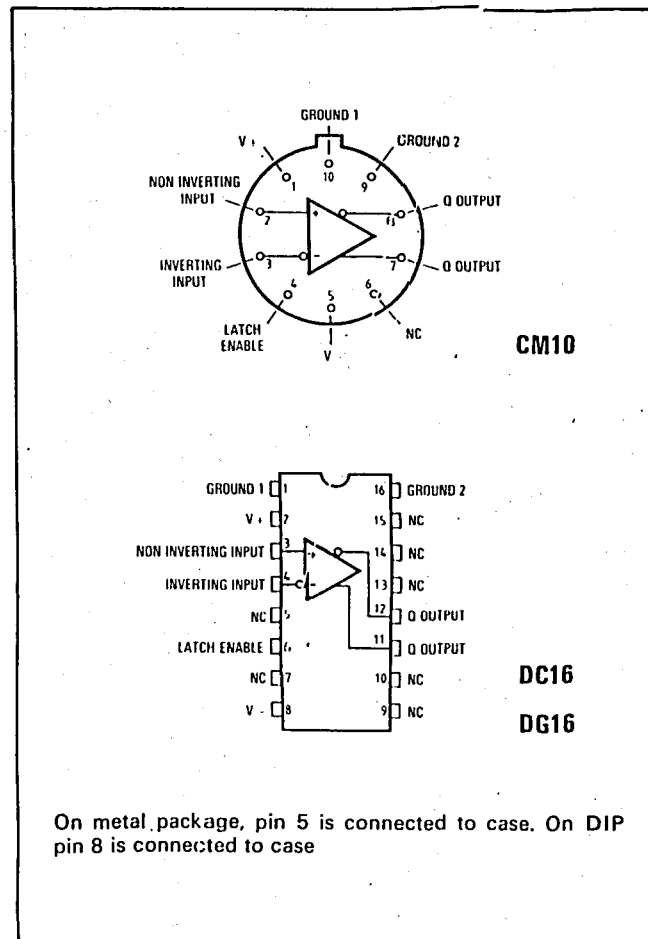 GROUND 1
V + GROUND 2
10
1 9
NON INVERTING INPUT Q OUTPUT
2 +
3 - 7
INVERTING INPUT Q OUTPUT
4 5 6
LATCH ENABLE NC
V
CM10
GROUND 1 1 16 GROUND 2
V + 2 15 NC
NON INVERTING INPUT 3 + 14 NC
INVERTING INPUT 4 - 13 NC
NC 5 12 Q OUTPUT
LATCH ENABLE 6 11 Q OUTPUT
NC 7 10 NC
V - 8 9 NC
DC16
DG16
On metal package, pin 5 is connected to case. On DIP
pin 8 is connected to case